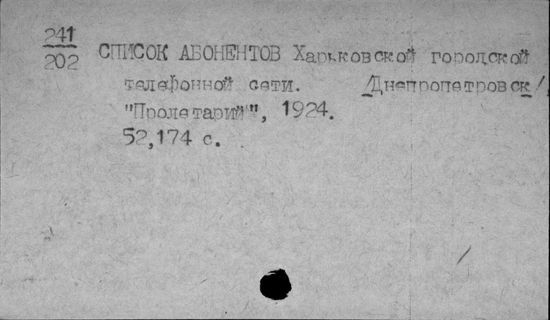 241
202
СПИСОК АБОНЕНТОВ Харьковской городской
телефонной сети. /Днепропетровск/,
"Пролетарий", 1924.
52,174 с.